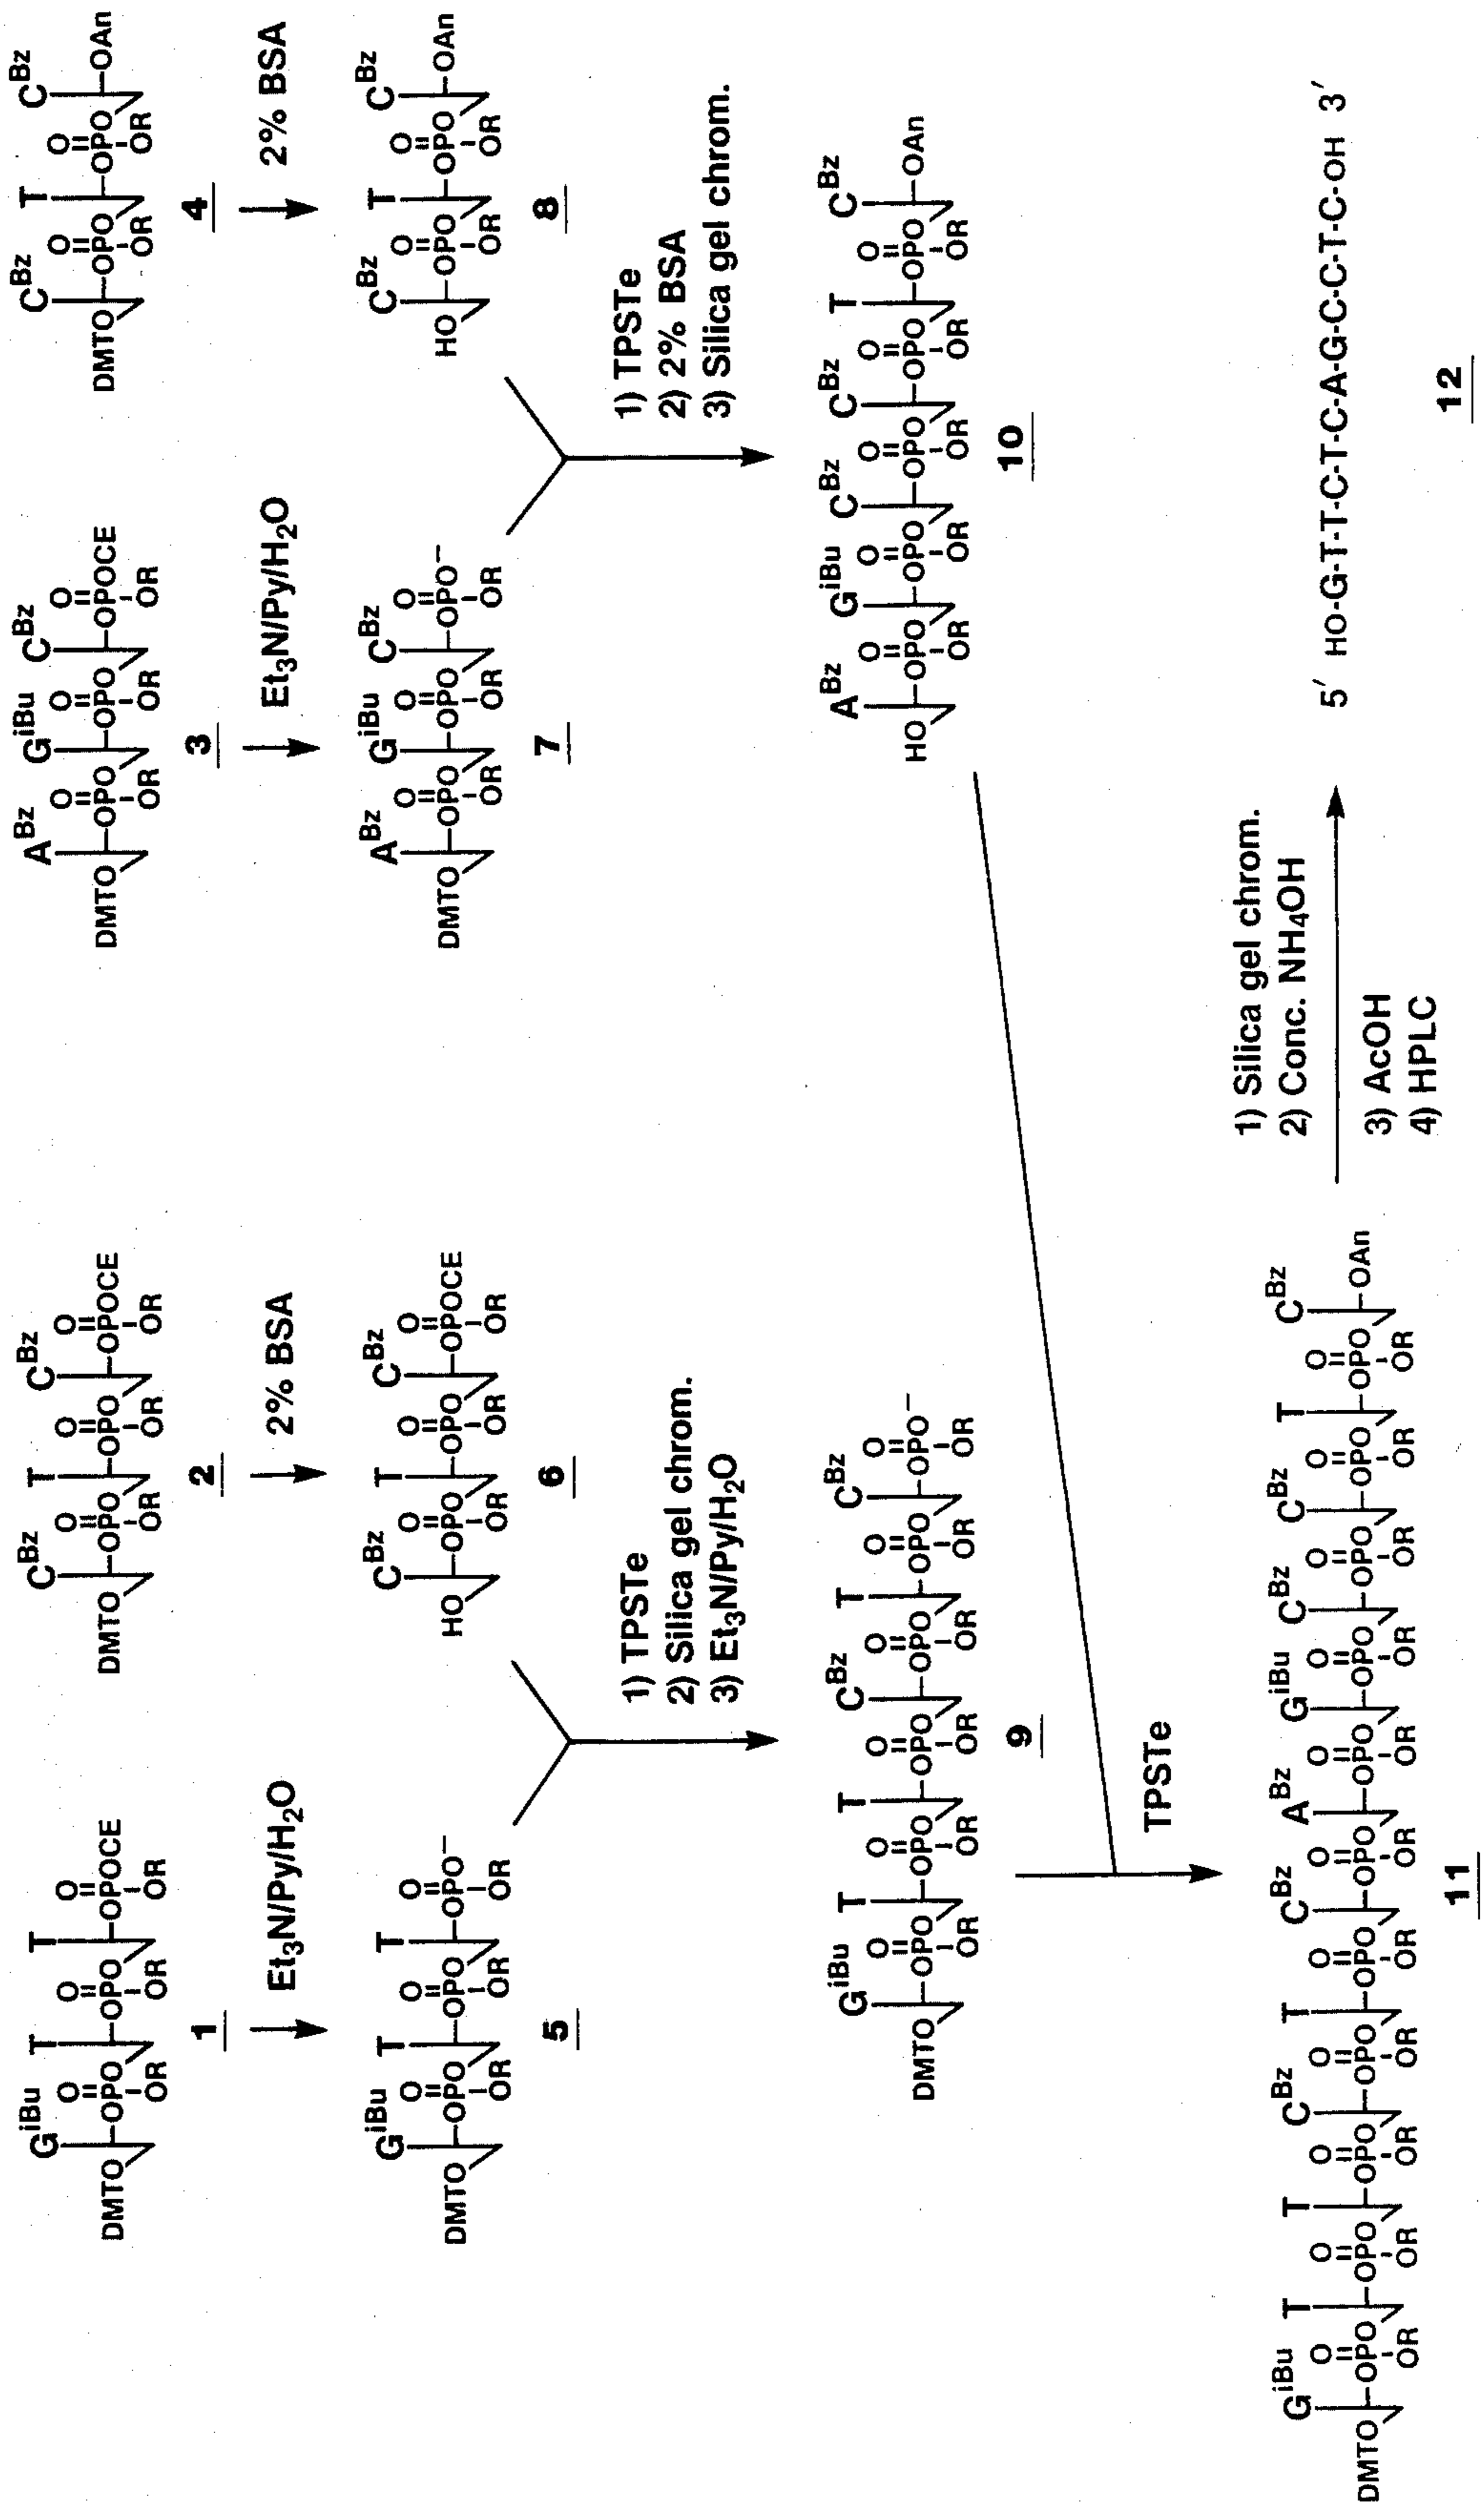 G^iBu T T
O O O
DMTO OPO OPO OPOCE
OR OR OR
1
C^Bz T C^Bz
O O O
DMTO OPO OPO OPOCE
OR OR OR
2
A^Bz G^iBu C^Bz
O O O
DMTO OPO OPO OPOCE
OR OR OR
3
C^Bz T C^Bz
O O
DMTO OPO OPO OAn
OR OR
4
Et3N/Py/H2O
2% BSA
Et3N/Py/H2O
2% BSA
G^iBu T T
O O O
DMTO OPO OPO OPO−
OR OR OR
5
C^Bz T C^Bz
O O O
HO OPO OPO OPOCE
OR OR OR
6
A^Bz G^iBu C^Bz
O O O
DMTO OPO OPO OPO−
OR OR OR
7
C^Bz T C^Bz
O O
HO OPO OPO OAn
OR OR
8
1) TPSTe
2) Silica gel chrom.
3) Et3N/Py/H2O
1) TPSTe
2) 2% BSA
3) Silica gel chrom.
G^iBu T T C^Bz T C^Bz
O O O O O O
DMTO OPO OPO OPO OPO OPO OPO−
OR OR OR OR OR OR
9
A^Bz G^iBu C^Bz C^Bz T C^Bz
O O O O O
HO OPO OPO OPO OPO OPO OAn
OR OR OR OR OR
10
TPSTe
G^iBu T T C^Bz T C^Bz A^Bz G^iBu C^Bz C^Bz T C^Bz
O O O O O O O O O O O
DMTO OPO OPO OPO OPO OPO OPO OPO OPO OPO OPO OPO OAn
OR OR OR OR OR OR OR OR OR OR OR
11
1) Silica gel chrom.
2) Conc. NH4OH
3) AcOH
4) HPLC
5′ HO-G-T-T-C-T-C-A-G-C-C-T-C-OH 3′
12